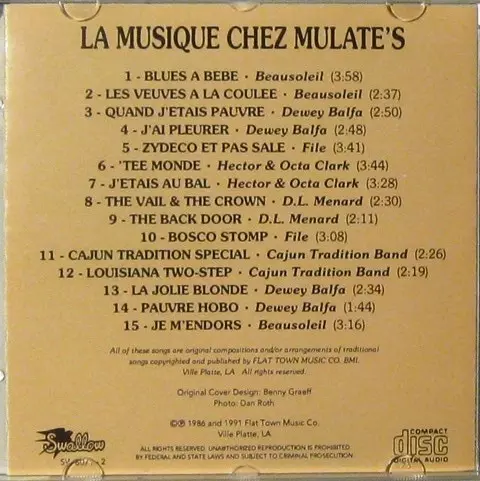 LA MUSIQUE CHEZ MULATE'S
1 - BLUES A BEBE · Beausoleil (3:58)
2 - LES VEUVES A LA COULEE · Beausoleil (2:37)
3 - QUAND J'ETAIS PAUVRE · Dewey Balfa (2:50)
4 - J'AI PLEURER · Dewey Balfa (2:48)
5 - ZYDECO ET PAS SALE · File (3:41)
6 - 'TEE MONDE · Hector & Octa Clark (3:44)
7 - J'ETAIS AU BAL · Hector & Octa Clark (3:28)
8 - THE VAIL & THE CROWN · D.L. Menard (2:30)
9 - THE BACK DOOR · D.L. Menard (2:11)
10 - BOSCO STOMP · File (3:08)
11 - CAJUN TRADITION SPECIAL · Cajun Tradition Band (2:26)
12 - LOUISIANA TWO-STEP · Cajun Tradition Band (2:19)
13 - LA JOLIE BLONDE · Dewey Balfa (2:34)
14 - PAUVRE HOBO · Dewey Balfa (1:44)
15 - JE M'ENDORS · Beausoleil (3:16)
All of these songs are original compositions and/or arrangements of traditional
songs copyrighted and published by FLAT TOWN MUSIC CO. BMI.
Ville Platte, LA All rights reserved.
Original Cover Design: Benny Graeff
Photo: Dan Roth
©℗ 1986 and 1991 Flat Town Music Co.
Ville Platte, LA
ALL RIGHTS RESERVED. UNAUTHORIZED REPRODUCTION IS PROHIBITED
BY FEDERAL AND STATE LAWS AND SUBJECT TO CRIMINAL PROSECUTION.
Swallow
COMPACT
disc
DIGITAL AUDIO